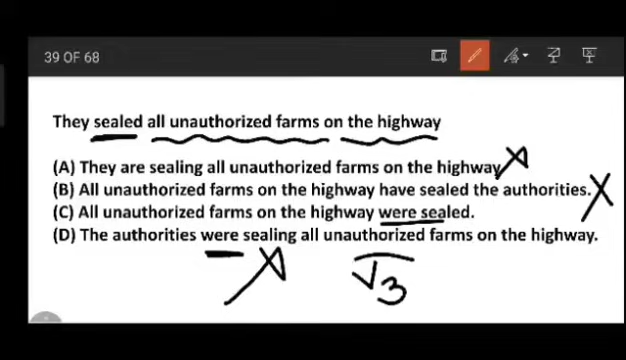 39 OF 68
They sealed all unauthorized farms on the highway
(A) They are sealing all unauthorized farms on the highway
(B) All unauthorized farms on the highway have sealed the authorities.
(C) All unauthorized farms on the highway were sealed.
(D) The authorities were sealing all unauthorized farms on the highway.
V3